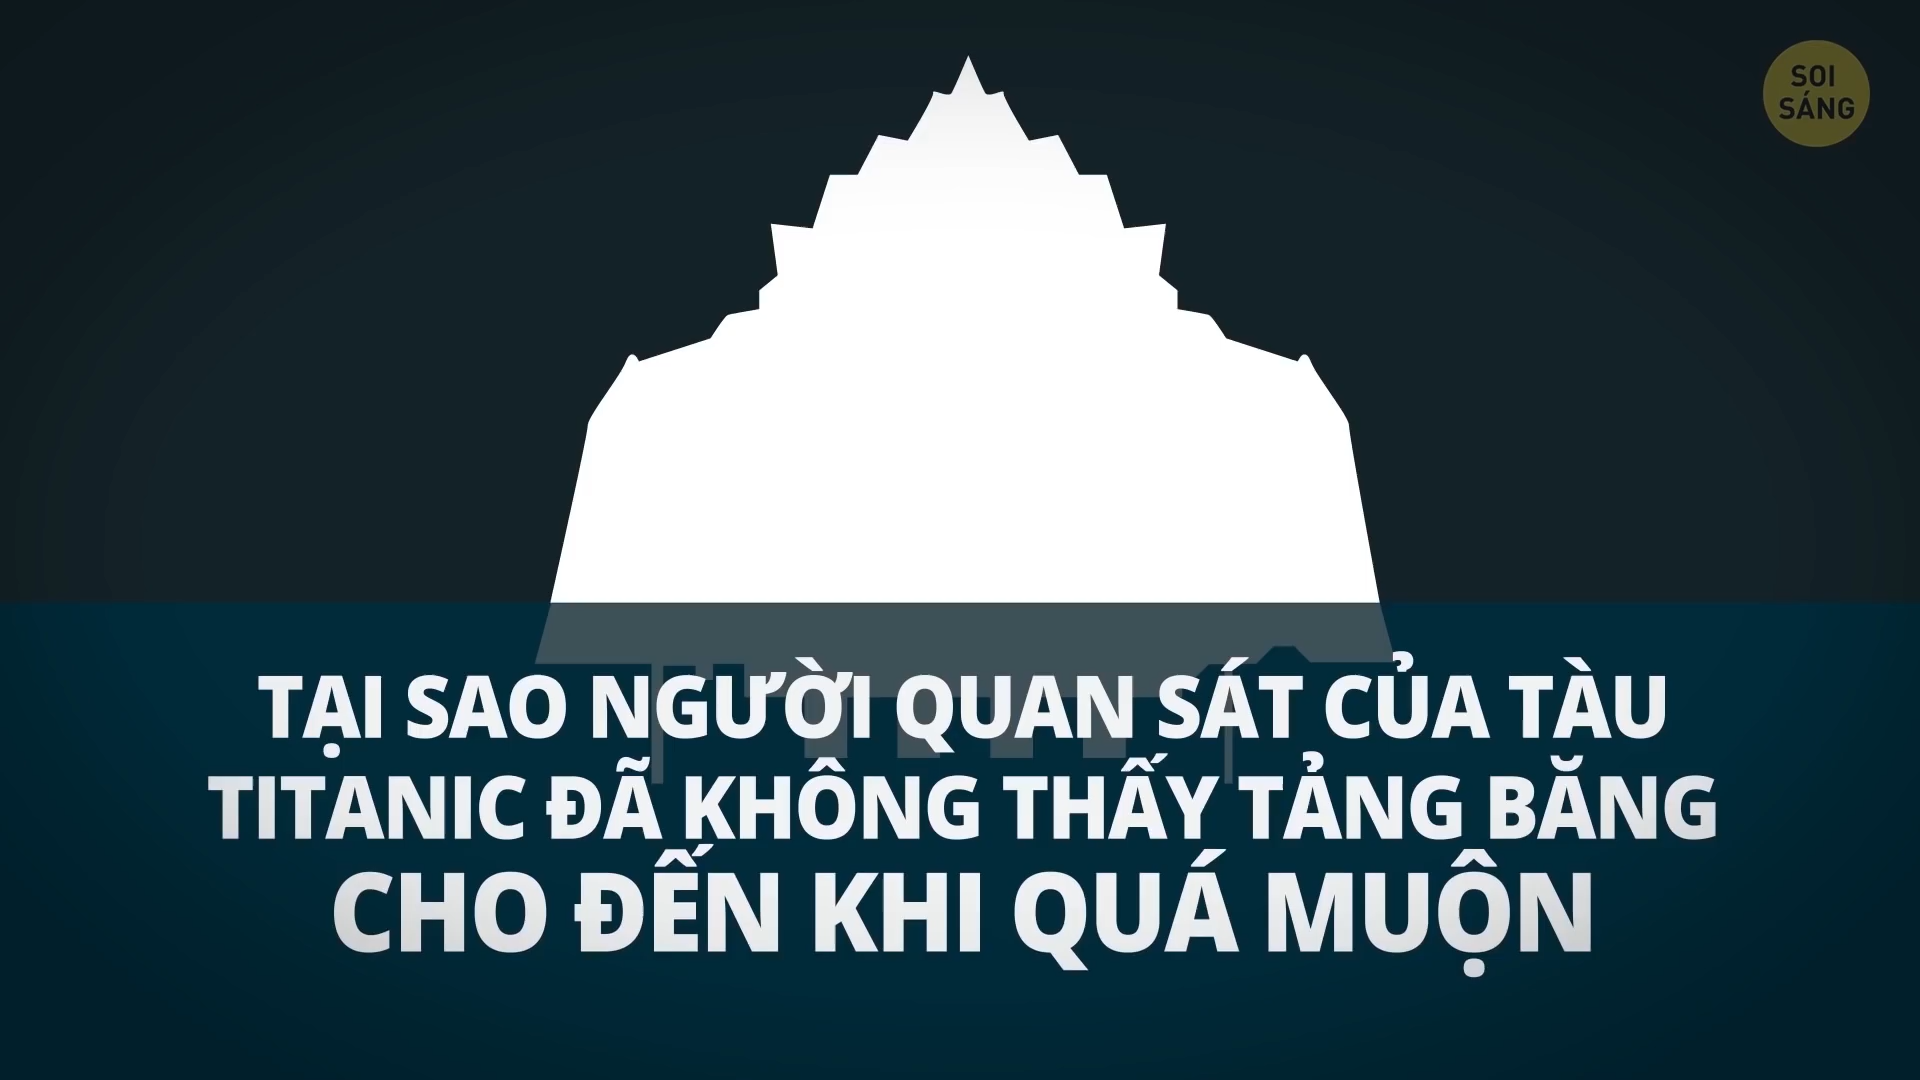 SOI
SÁNG
TẠI SAO NGƯỜI QUAN SÁT CỦA TÀU
TITANIC ĐÃ KHÔNG THẤY TẢNG BĂNG
CHO ĐẾN KHI QUÁ MUỘN